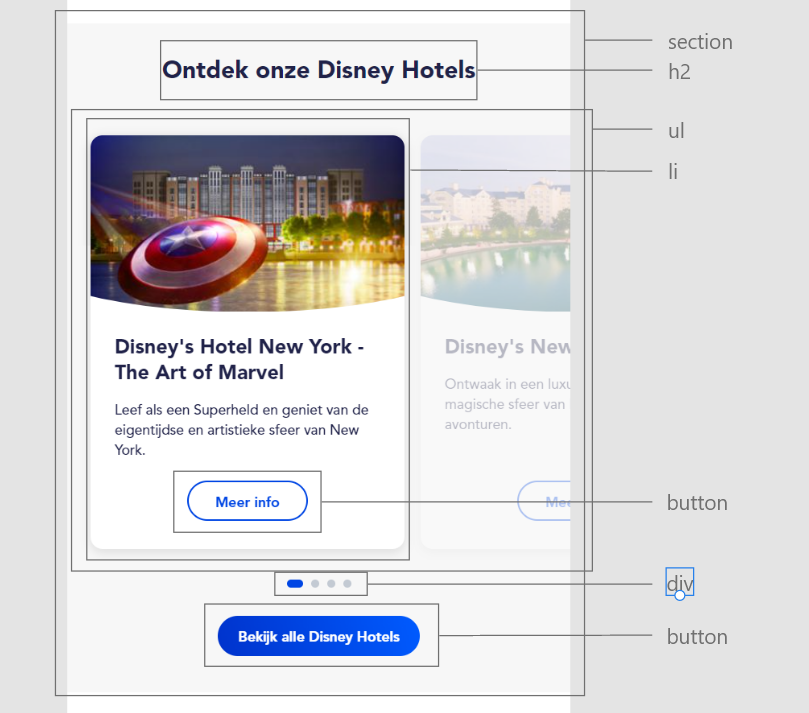 section
Ontdek onze Disney Hotels
h2
ul
li
Disney's Hotel New York -
The Art of Marvel
Leef als een Superheld en geniet van de
eigentijdse en artistieke sfeer van New
York.
Meer info
Disney's New
Ontwaak in een
magische sfeer van
avonturen.
button
div
Bekijk alle Disney Hotels
button